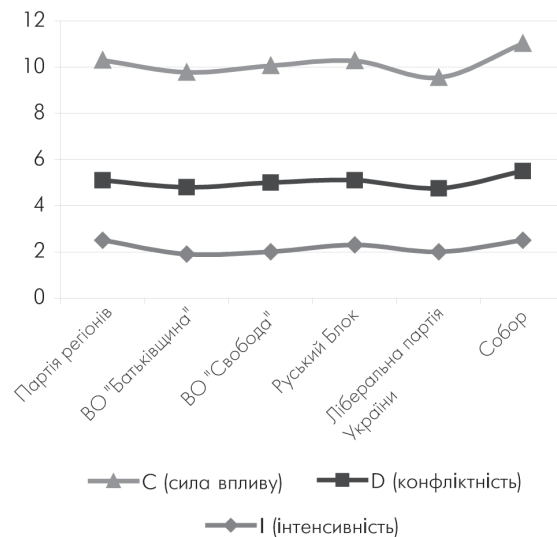 12
10
8
6
4
2
0
Партія регіонів
ВО "Батьківщина"
ВО "Свобода"
Руський Блок
Ліберальна партія
України
Собор
C (сила впливу)
D (конфліктність)
I (інтенсивність)